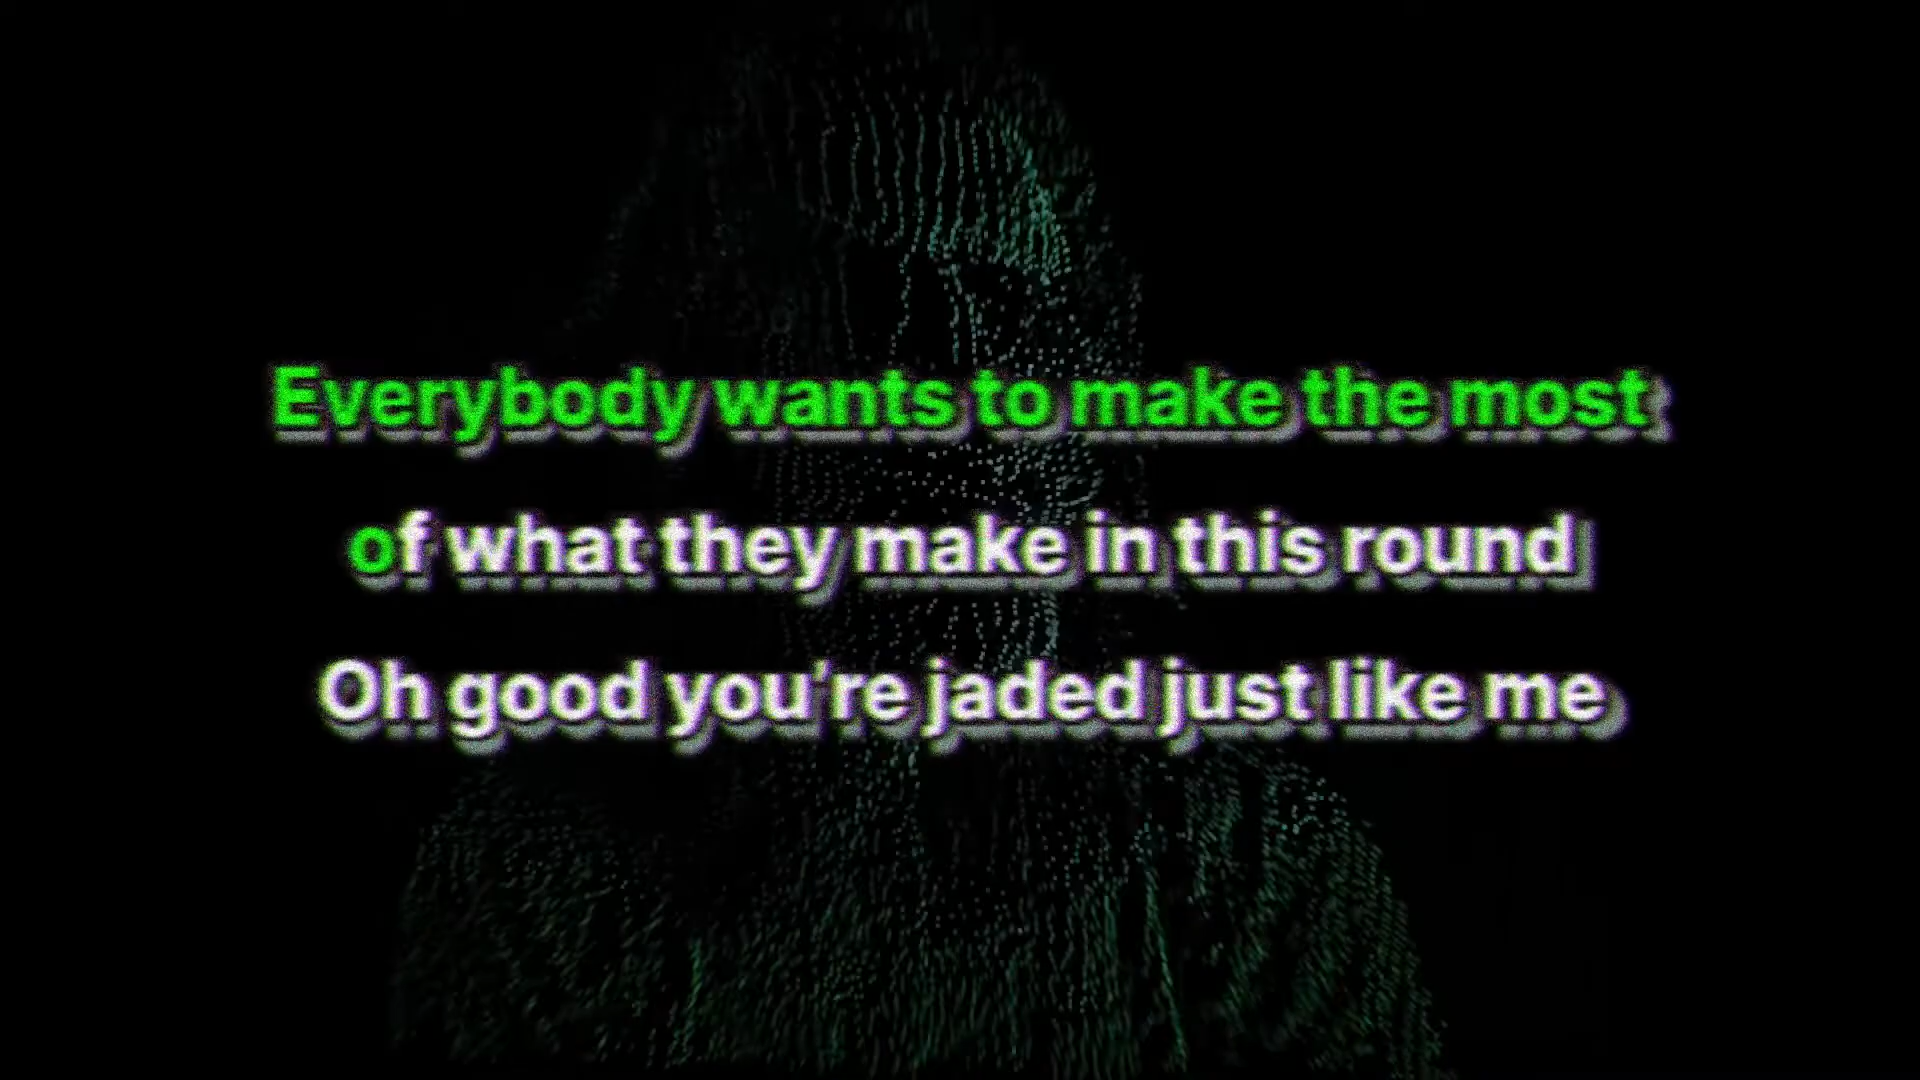 Everybody wants to make the most
of what they make in this round
Oh good you're jaded just like me